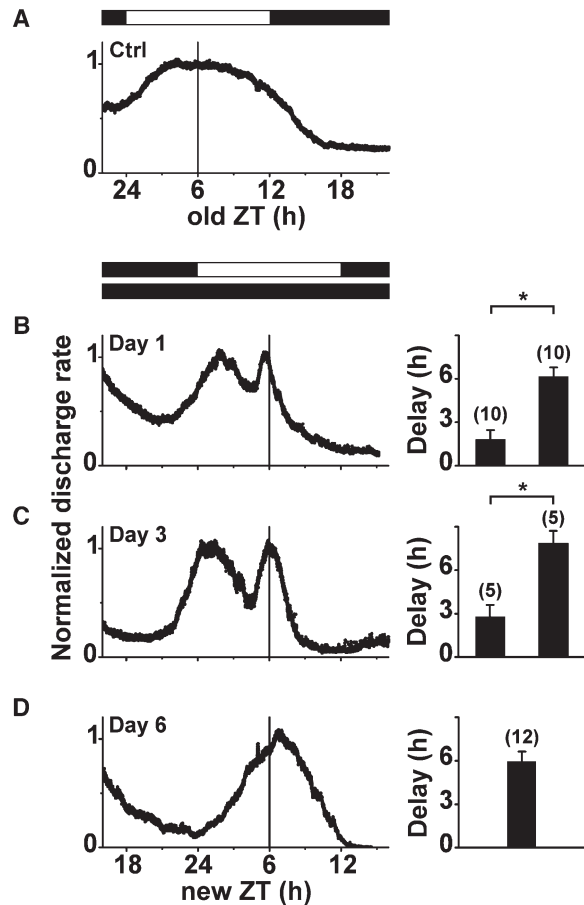 A
Ctrl
1
0
24 6 12 18
old ZT (h)
Normalized discharge rate
B
Day 1
1
0
Delay (h)
6
3
0
(10) (10)
*
C
Day 3
1
0
Delay (h)
6
3
0
(5) (5)
*
D
Day 6
1
0
18 24 6 12
new ZT (h)
Delay (h)
6
3
0
(12)